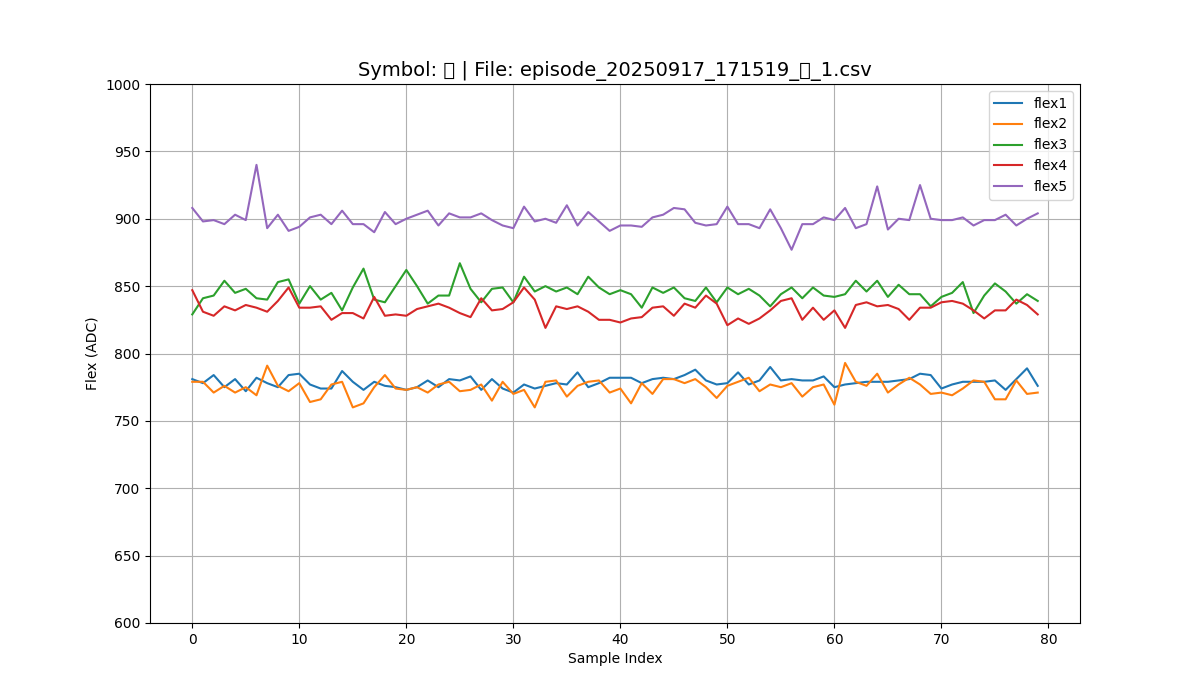 Symbol: | File: episode_20250917_171519_ _1.csv
1000
950
900
850
800
750
700
650
600
Flex (ADC)
0 10 20 30 40 50 60 70 80
Sample Index
flex1
flex2
flex3
flex4
flex5